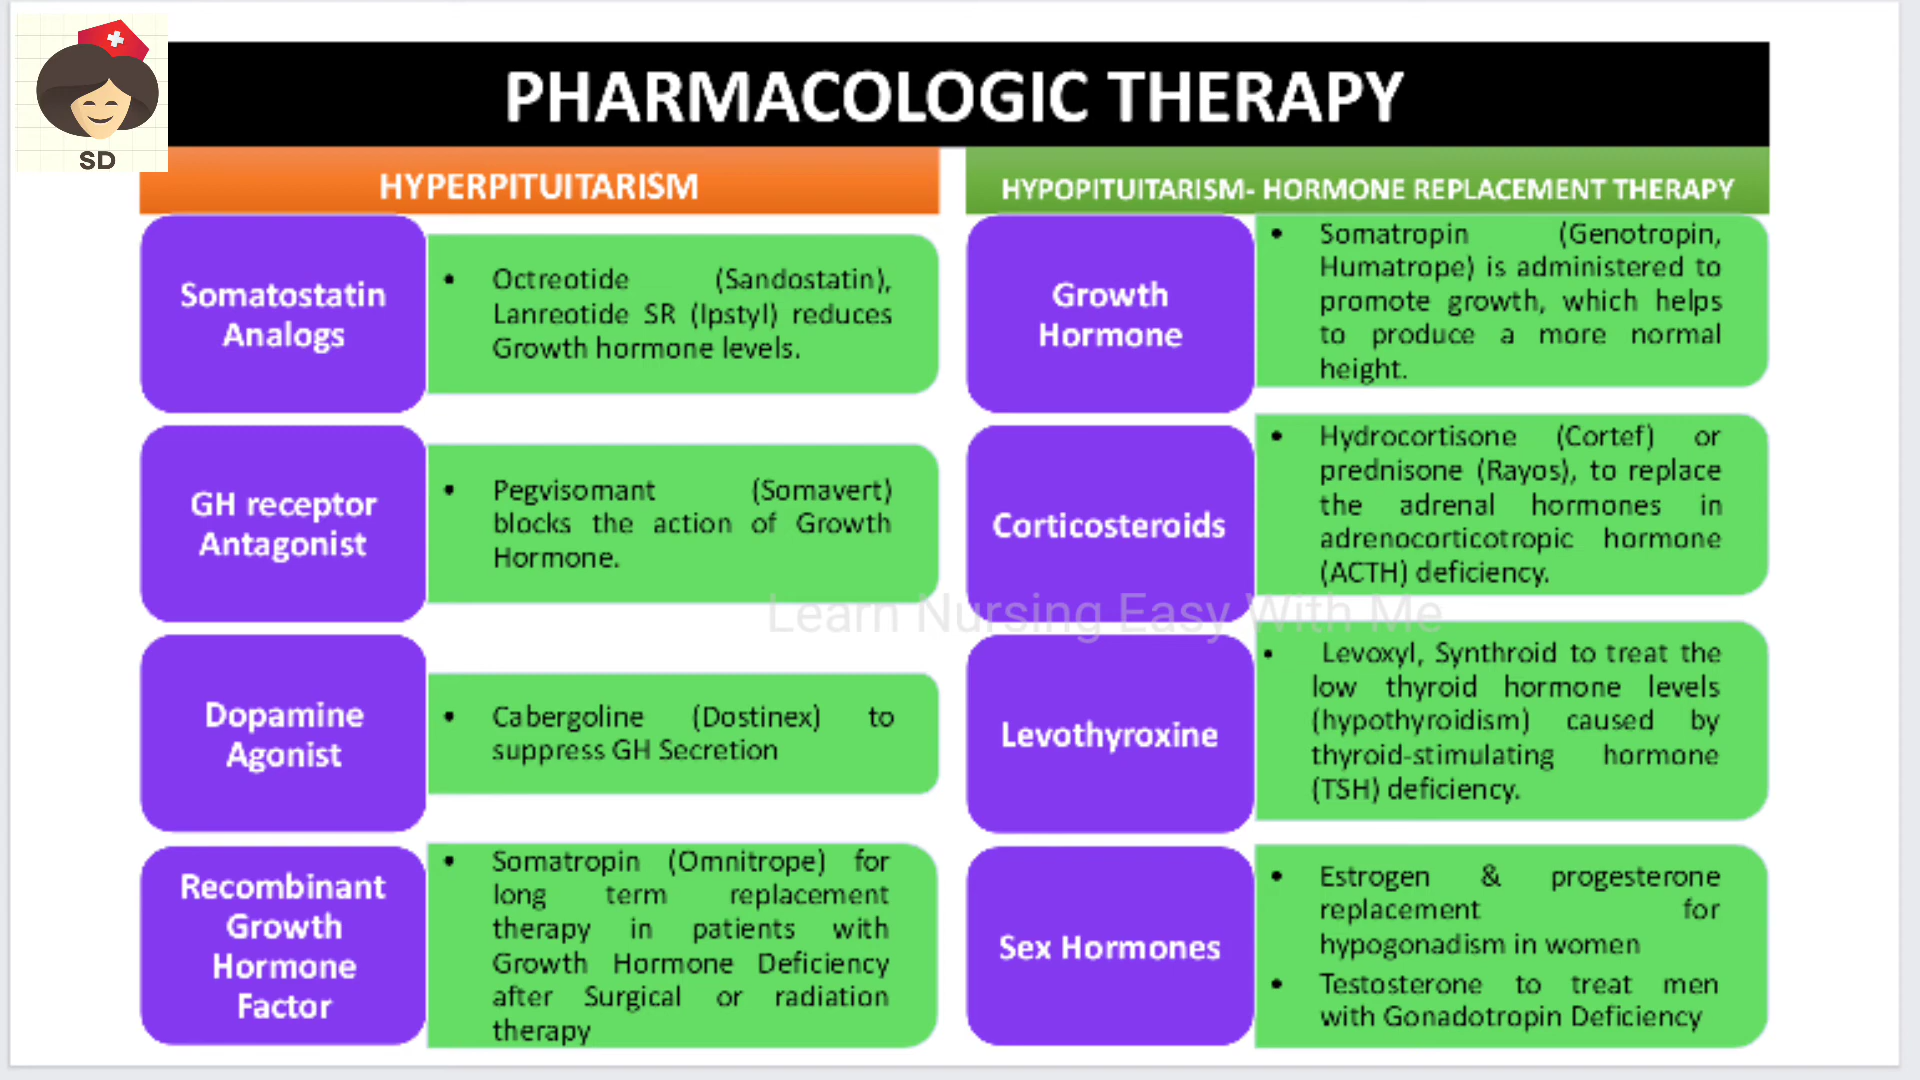 SD
PHARMACOLOGIC THERAPY
HYPERPITUITARISM
Somatostatin
Analogs
• Octreotide (Sandostatin),
Lanreotide SR (Ipstyl) reduces
Growth hormone levels.
GH receptor
Antagonist
• Pegvisomant (Somavert)
blocks the action of Growth
Hormone.
Dopamine
Agonist
• Cabergoline (Dostinex) to
suppress GH Secretion
Recombinant
Growth
Hormone
Factor
• Somatropin (Omnitrope) for
long term replacement
therapy in patients with
Growth Hormone Deficiency
after Surgical or radiation
therapy
HYPOPITUITARISM- HORMONE REPLACEMENT THERAPY
Growth
Hormone
• Somatropin (Genotropin,
Humatrope) is administered to
promote growth, which helps
to produce a more normal
height.
Corticosteroids
• Hydrocortisone (Cortef) or
prednisone (Rayos), to replace
the adrenal hormones in
adrenocorticotropic hormone
(ACTH) deficiency.
Levothyroxine
• Levoxyl, Synthroid to treat the
low thyroid hormone levels
(hypothyroidism) caused by
thyroid-stimulating hormone
(TSH) deficiency.
Sex Hormones
• Estrogen & progesterone
replacement for
hypogonadism in women
• Testosterone to treat men
with Gonadotropin Deficiency
Learn Nursing Easy With Me